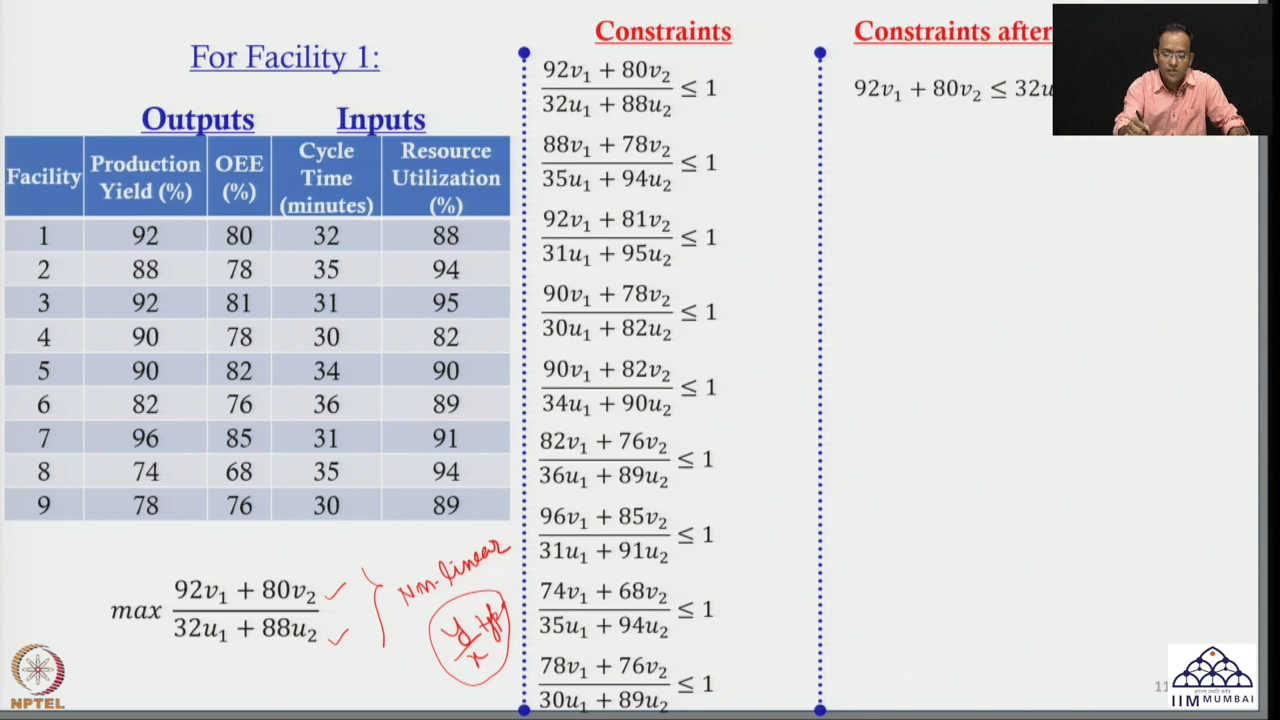 For Facility 1:
Outputs Inputs
Facility Production Yield (%) OEE (%) Cycle Time (minutes) Resource Utilization (%)
1 92 80 32 88
2 88 78 35 94
3 92 81 31 95
4 90 78 30 82
5 90 82 34 90
6 82 76 36 89
7 96 85 31 91
8 74 68 35 94
9 78 76 30 89
max (92v₁ + 80v₂)/(32u₁ + 88u₂)
Non-linear
y/x type
Constraints
(92v₁ + 80v₂)/(32u₁ + 88u₂) ≤ 1
(88v₁ + 78v₂)/(35u₁ + 94u₂) ≤ 1
(92v₁ + 81v₂)/(31u₁ + 95u₂) ≤ 1
(90v₁ + 78v₂)/(30u₁ + 82u₂) ≤ 1
(90v₁ + 82v₂)/(34u₁ + 90u₂) ≤ 1
(82v₁ + 76v₂)/(36u₁ + 89u₂) ≤ 1
(96v₁ + 85v₂)/(31u₁ + 91u₂) ≤ 1
(74v₁ + 68v₂)/(35u₁ + 94u₂) ≤ 1
(78v₁ + 76v₂)/(30u₁ + 89u₂) ≤ 1
Constraints after
92v₁ + 80v₂ ≤ 32u
NPTEL
IIM MUMBAI